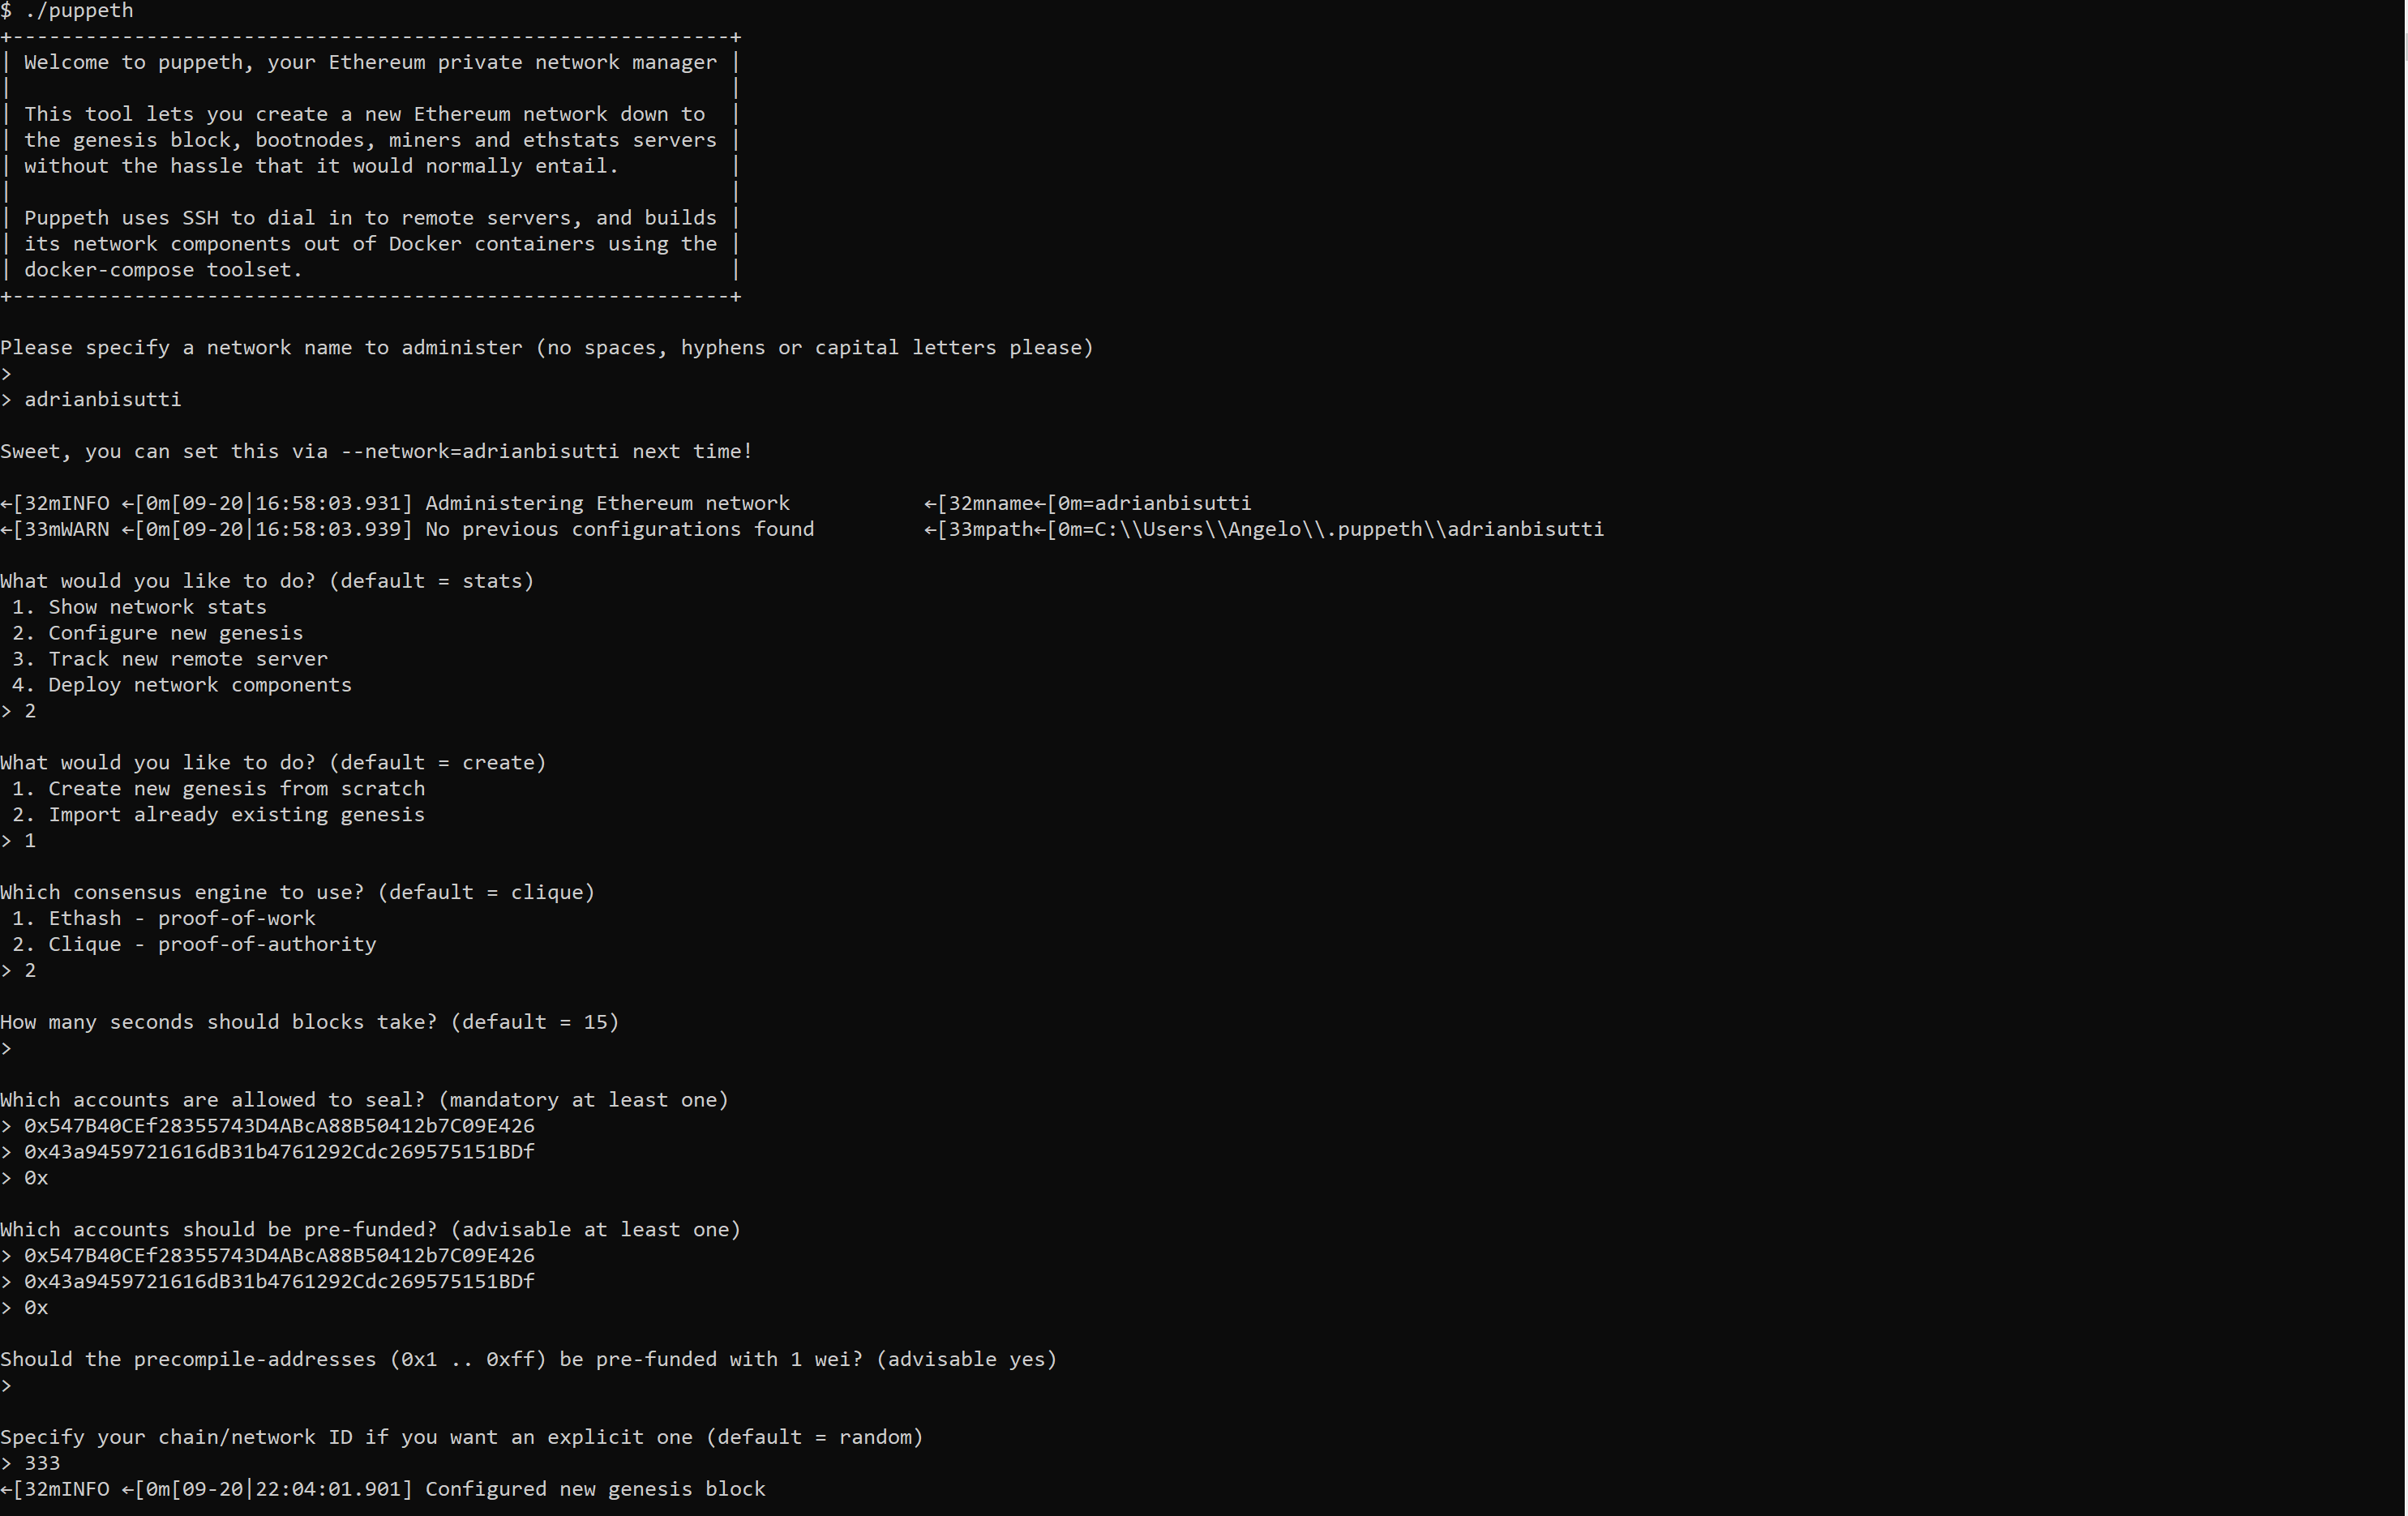 $ ./puppeth
+-----------------------------------------------------------+
| Welcome to puppeth, your Ethereum private network manager |
|                                                           |
| This tool lets you create a new Ethereum network down to  |
| the genesis block, bootnodes, miners and ethstats servers |
| without the hassle that it would normally entail.         |
|                                                           |
| Puppeth uses SSH to dial in to remote servers, and builds |
| its network components out of Docker containers using the |
| docker-compose toolset.                                   |
+-----------------------------------------------------------+

Please specify a network name to administer (no spaces, hyphens or capital letters please)
>
> adrianbisutti

Sweet, you can set this via --network=adrianbisutti next time!

←[32mINFO ←[0m[09-20|16:58:03.931] Administering Ethereum network           ←[32mname←[0m=adrianbisutti
←[33mWARN ←[0m[09-20|16:58:03.939] No previous configurations found         ←[33mpath←[0m=C:\\Users\\Angelo\\.puppeth\\adrianbisutti

What would you like to do? (default = stats)
 1. Show network stats
 2. Configure new genesis
 3. Track new remote server
 4. Deploy network components
> 2

What would you like to do? (default = create)
 1. Create new genesis from scratch
 2. Import already existing genesis
> 1

Which consensus engine to use? (default = clique)
 1. Ethash - proof-of-work
 2. Clique - proof-of-authority
> 2

How many seconds should blocks take? (default = 15)
>

Which accounts are allowed to seal? (mandatory at least one)
> 0x547B40CEf28355743D4ABcA88B50412b7C09E426
> 0x43a9459721616dB31b4761292Cdc269575151BDf
> 0x

Which accounts should be pre-funded? (advisable at least one)
> 0x547B40CEf28355743D4ABcA88B50412b7C09E426
> 0x43a9459721616dB31b4761292Cdc269575151BDf
> 0x

Should the precompile-addresses (0x1 .. 0xff) be pre-funded with 1 wei? (advisable yes)
>

Specify your chain/network ID if you want an explicit one (default = random)
> 333
←[32mINFO ←[0m[09-20|22:04:01.901] Configured new genesis block